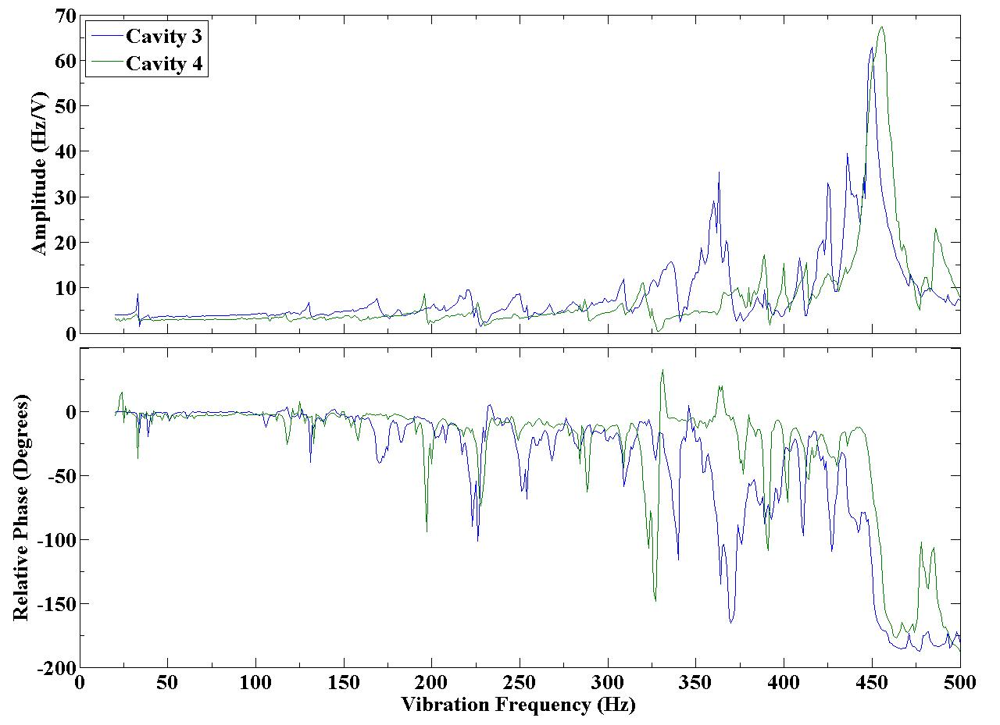 70
60
50
40
30
20
10
0
Amplitude (Hz/V)
Cavity 3
Cavity 4
0
-50
-100
-150
-200
Relative Phase (Degrees)
0 50 100 150 200 250 300 350 400 450 500
Vibration Frequency (Hz)